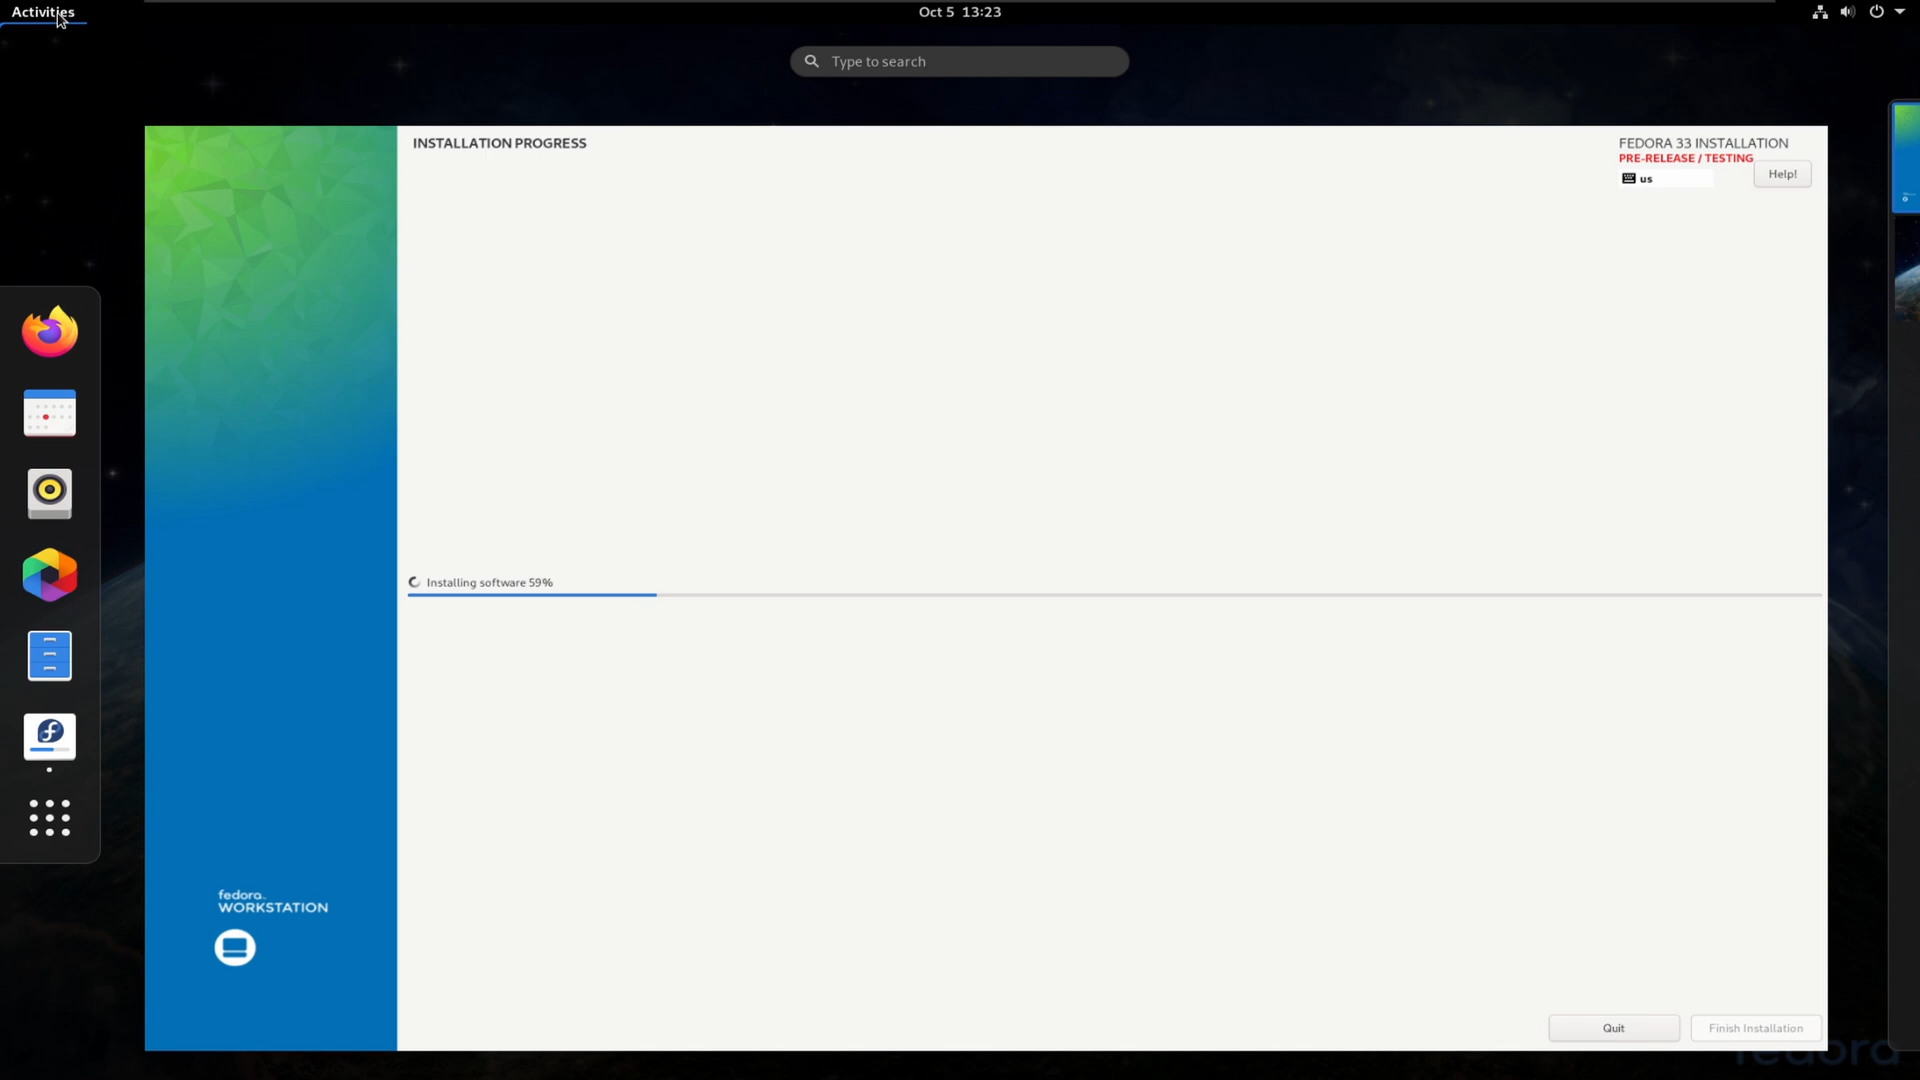 Activities
Oct 5 13:23
Type to search
INSTALLATION PROGRESS
FEDORA 33 INSTALLATION
PRE-RELEASE / TESTING
us
Help!
Installing software 59%
fedora.
WORKSTATION
Quit
Finish Installation
fedora